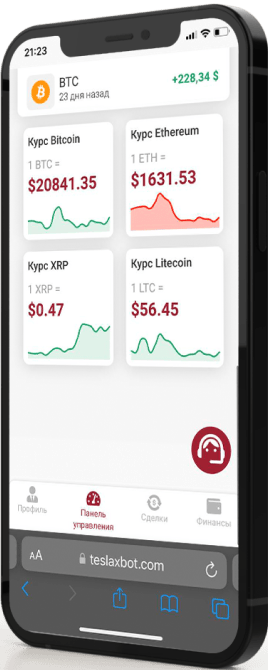 21:23
BTC
+228,34 $
23 дня назад
Курс Bitcoin
1 BTC =
$20841.35
Курс Ethereum
1 ETH =
$1631.53
Курс XRP
1 XRP =
$0.47
Курс Litecoin
1 LTC =
$56.45
Профиль
Панель
управления
Сделки
Финансы
AA
teslaxbot.com